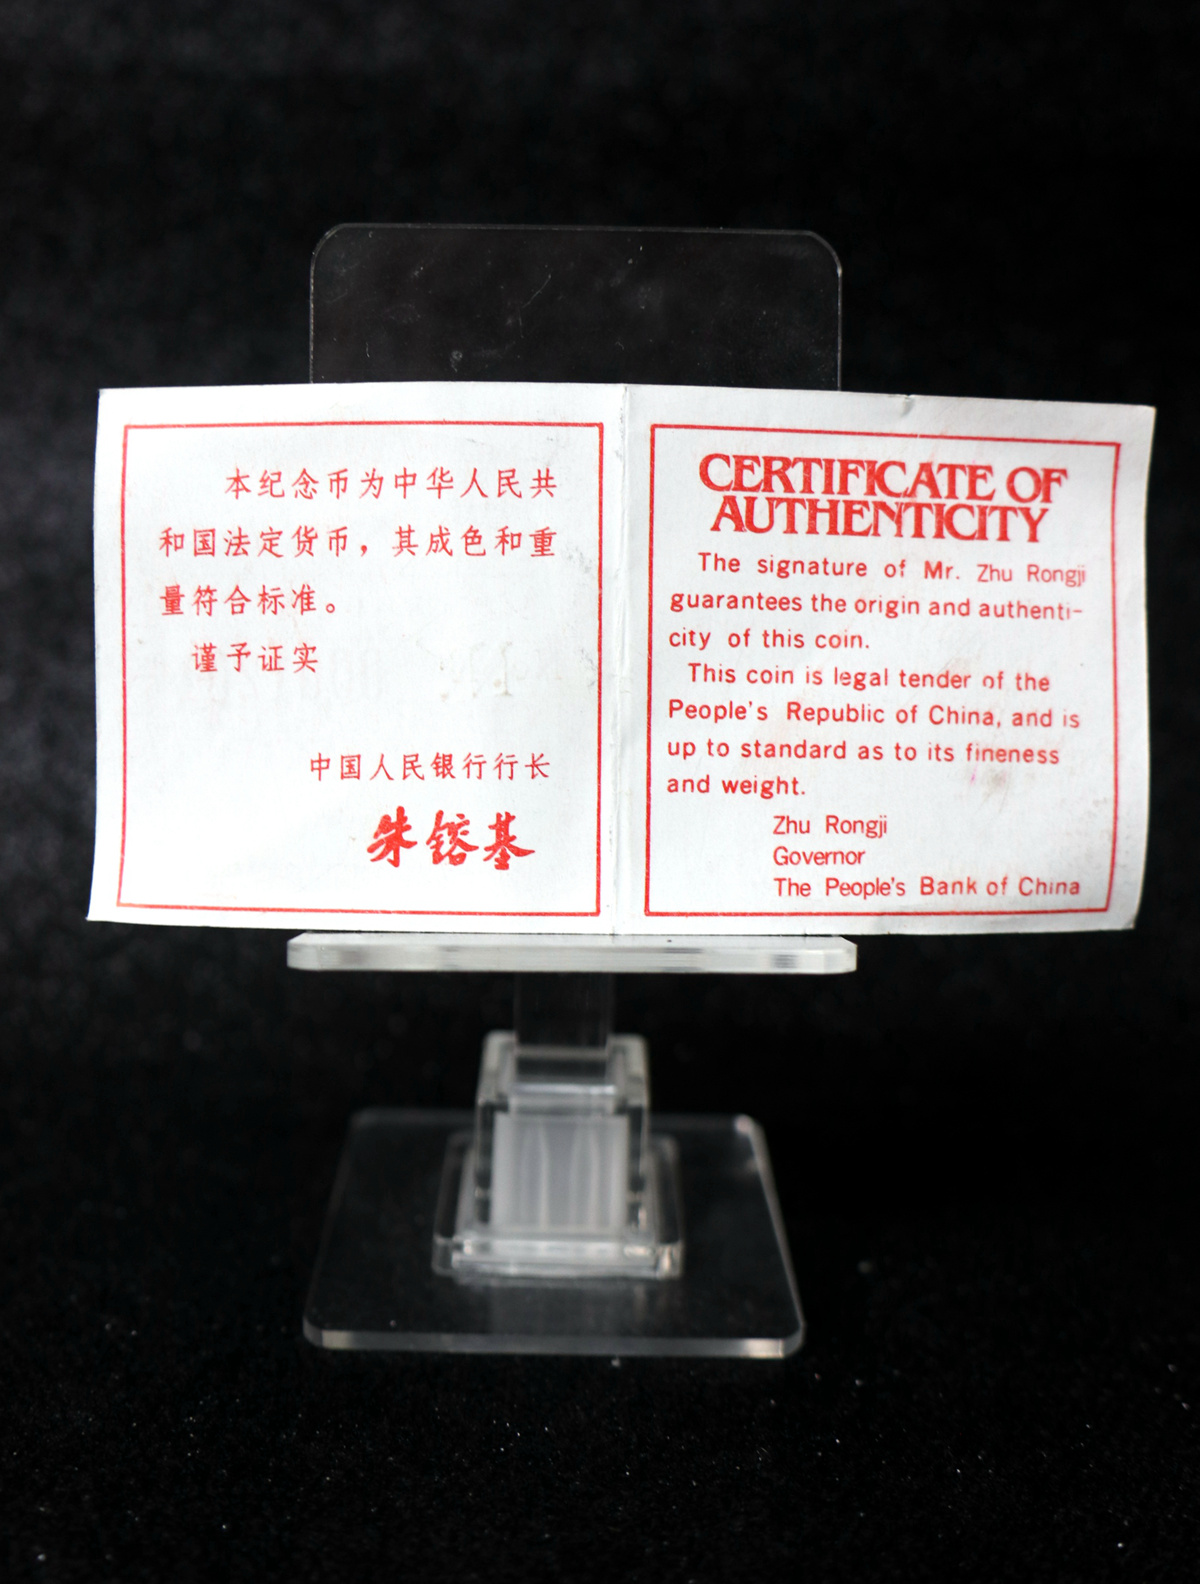 本纪念币为中华人民共
和国法定货币，其成色和重
量符合标准。
谨予证实
中国人民银行行长
朱镕基
CERTIFICATE OF
AUTHENTICITY
The signature of Mr. Zhu Rongji
guarantees the origin and authenti-
city of this coin.
This coin is legal tender of the
People's Republic of China, and is
up to standard as to its fineness
and weight.
Zhu Rongji
Governor
The People's Bank of China